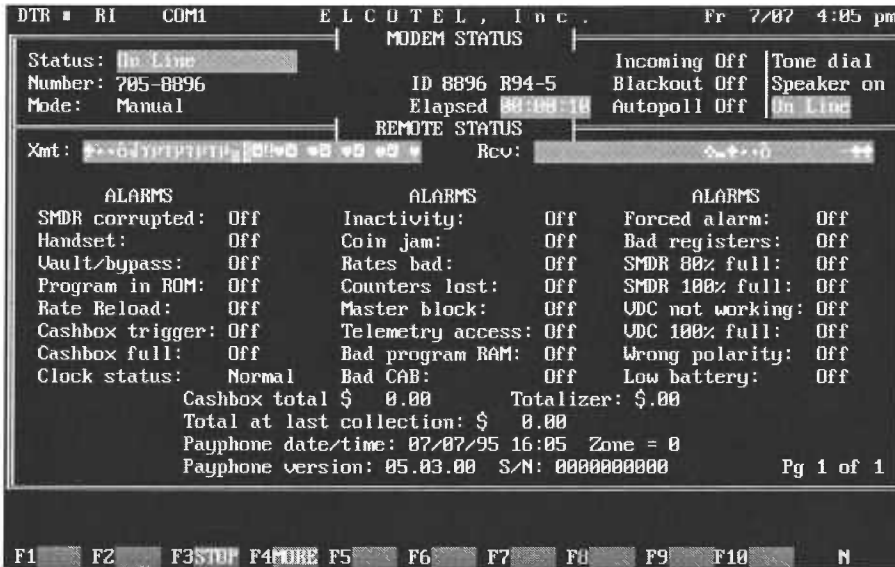 DTR ■ RI COM1 E L C O T E L , I n c . Fr 7/07 4:05 pm
MODEM STATUS
Status: On Line Incoming Off Tone dial
Number: 705-8896 ID 8896 R94-5 Blackout Off Speaker on
Mode: Manual Elapsed 00:00:10 Autopoll Off On Line
REMOTE STATUS
Xmt: Rcv:
ALARMS ALARMS ALARMS
SMDR corrupted: Off Inactivity: Off Forced alarm: Off
Handset: Off Coin jam: Off Bad registers: Off
Vault/bypass: Off Rates bad: Off SMDR 80% full: Off
Program in ROM: Off Counters lost: Off SMDR 100% full: Off
Rate Reload: Off Master block: Off VDC not working: Off
Cashbox trigger: Off Telemetry access: Off VDC 100% full: Off
Cashbox full: Off Bad program RAM: Off Wrong polarity: Off
Clock status: Normal Bad CAB: Off Low battery: Off
Cashbox total $ 0.00 Totalizer: $.00
Total at last collection: $ 0.00
Payphone date/time: 07/07/95 16:05 Zone = 0
Payphone version: 05.03.00 S/N: 0000000000 Pg 1 of 1
F1 F2 F3STOP F4MORE F5 F6 F7 F8 F9 F10 N